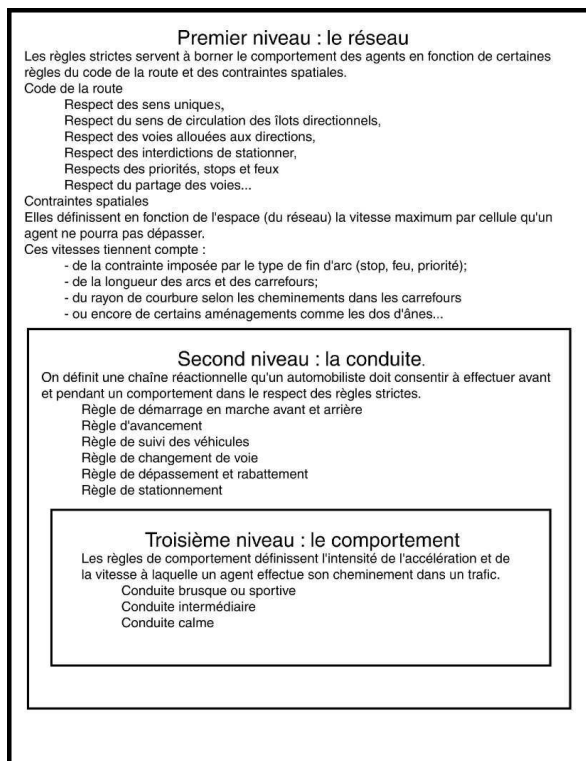 Premier niveau : le réseau
Les règles strictes servent à borner le comportement des agents en fonction de certaines
règles du code de la route et des contraintes spatiales.
Code de la route
Respect des sens uniques,
Respect du sens de circulation des îlots directionnels,
Respect des voies allouées aux directions,
Respect des interdictions de stationner,
Respects des priorités, stops et feux
Respect du partage des voies...
Contraintes spatiales
Elles définissent en fonction de l'espace (du réseau) la vitesse maximum par cellule qu'un
agent ne pourra pas dépasser.
Ces vitesses tiennent compte :
- de la contrainte imposée par le type de fin d'arc (stop, feu, priorité);
- de la longueur des arcs et des carrefours;
- du rayon de courbure selon les cheminements dans les carrefours
- ou encore de certains aménagements comme les dos d'ânes...
Second niveau : la conduite.
On définit une chaîne réactionnelle qu'un automobiliste doit consentir à effectuer avant
et pendant un comportement dans le respect des règles strictes.
Règle de démarrage en marche avant et arrière
Règle d'avancement
Règle de suivi des véhicules
Règle de changement de voie
Règle de dépassement et rabattement
Règle de stationnement
Troisième niveau : le comportement
Les règles de comportement définissent l'intensité de l'accélération et de
la vitesse à laquelle un agent effectue son cheminement dans un trafic.
Conduite brusque ou sportive
Conduite intermédiaire
Conduite calme